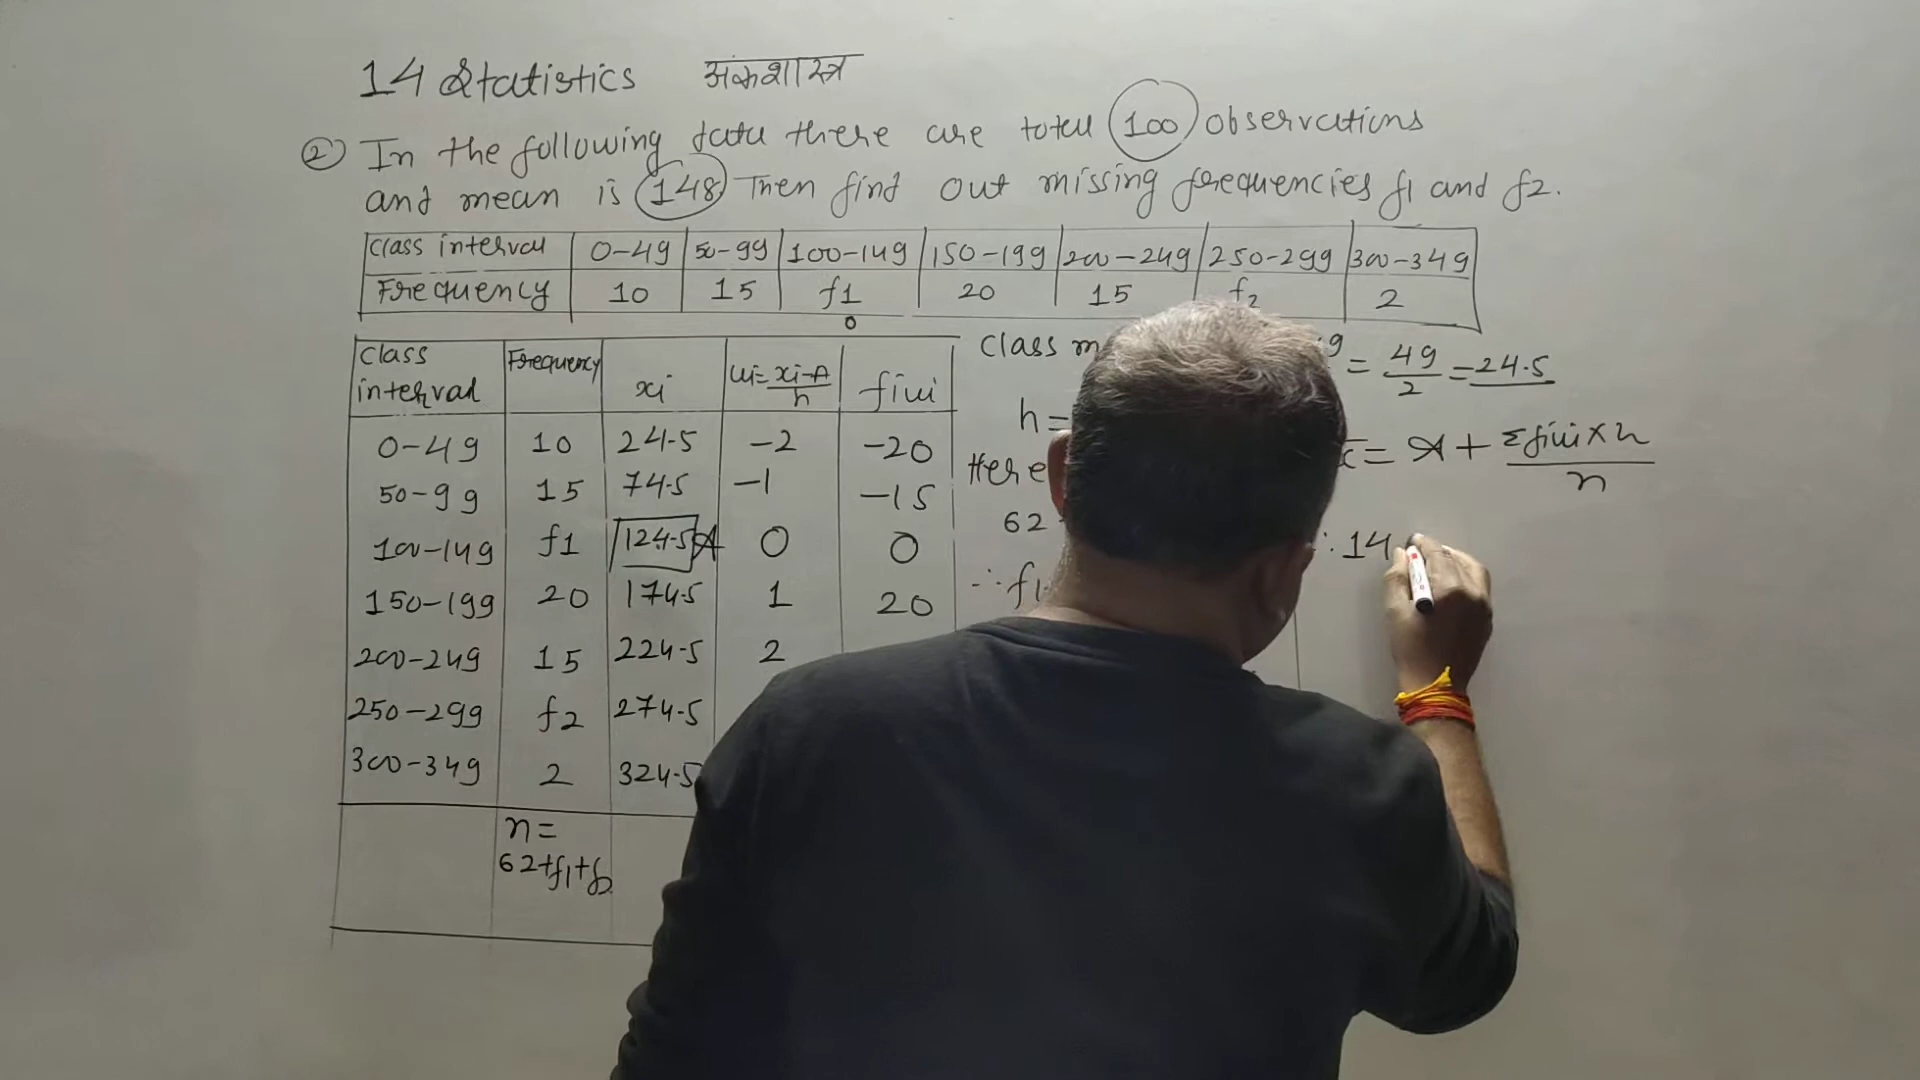 14 Statistics अंकशास्त्र
② In the following data there are total 100 observations
and mean is 148 Then find out missing frequencies f1 and f2.
Class interval 0-49 50-99 100-149 150-199 200-249 250-299 300-349
Frequency 10 15 f1 20 15 f2 2
0
Class interval Frequency xi ui=xi-A/h fiui
0-49 10 24.5 -2 -20
50-99 15 74.5 -1 -15
100-149 f1 124.5 A 0 0
150-199 20 174.5 1 20
200-249 15 224.5 2
250-299 f2 274.5
300-349 2 324.5
n=
62+f1+f2
Class
= 49/2 = 24.5
h=
Here
= A + Σfiui×h/n
62
∴ f1
∴ 14